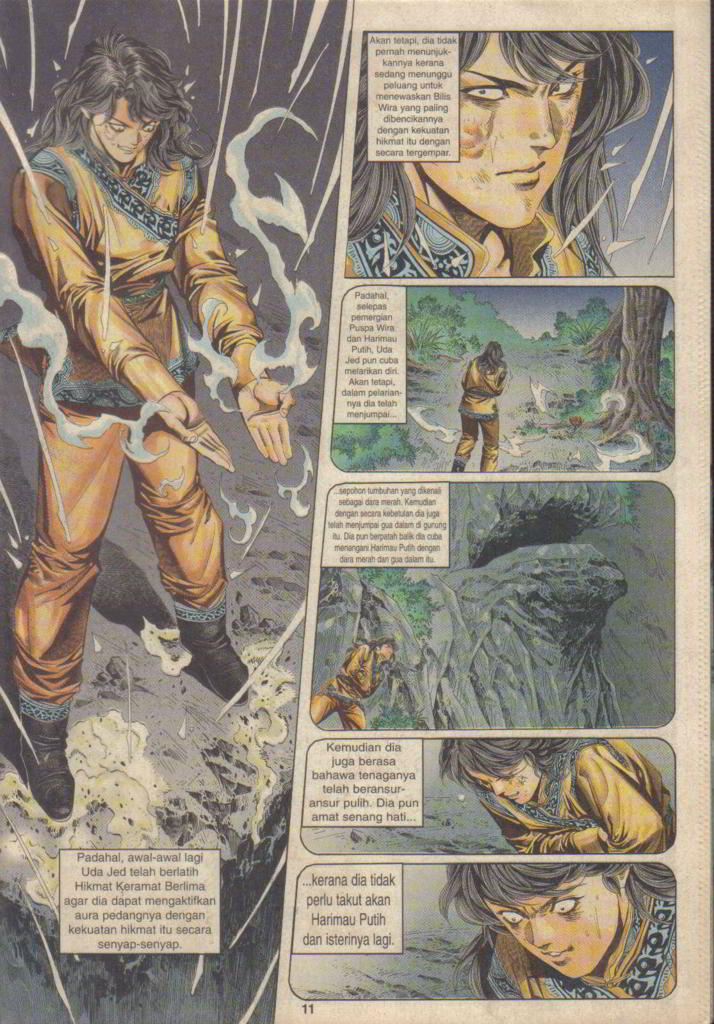 Padahal, awal-awal lagi
Uda Jed telah berlatih
Hikmat Keramat Berlima
agar dia dapat mengaktifkan
aura pedangnya dengan
kekuatan hikmat itu secara
senyap-senyap.
Akan tetapi, dia tidak
pernah menunjuk-
kannya kerana
sedang menunggu
peluang untuk
menewaskan Bilis
Wira yang paling
dibencikannya
dengan kekuatan
hikmat itu dengan
secara tergempar.
Padahal,
selepas
pemergian
Puspa Wira
dan Harimau
Putih, Uda
Jed pun cuba
melarikan diri.
Akan tetapi,
dalam pelarian-
nya dia telah
menjumpai...
...sepohon tumbuhan yang dikenali
sebagai dara merah. Kemudian
dengan secara kebetulan dia juga
telah menjumpai gua dalam di gunung
itu. Dia pun berpatah balik dia cuba
menangani Harimau Putih dengan
dara merah dan gua dalam itu.
Kemudian dia
juga berasa
bahawa tenaganya
telah beransur-
ansur pulih. Dia pun
amat senang hati...
...kerana dia tidak
perlu takut akan
Harimau Putih
dan isterinya lagi.
11